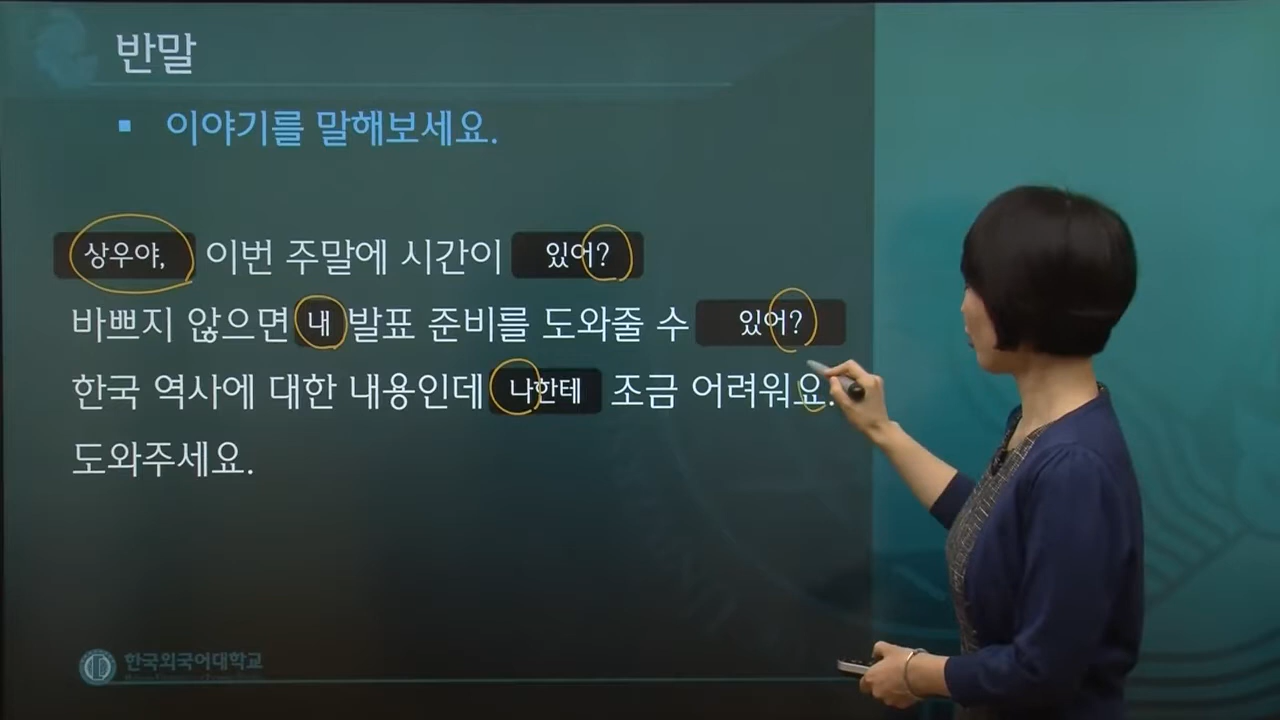 반말
이야기를 말해보세요.
상우야, 이번 주말에 시간이 있어?
바쁘지 않으면 내 발표 준비를 도와줄 수 있어?
한국 역사에 대한 내용인데 나한테 조금 어려워요.
도와주세요.
한국외국어대학교